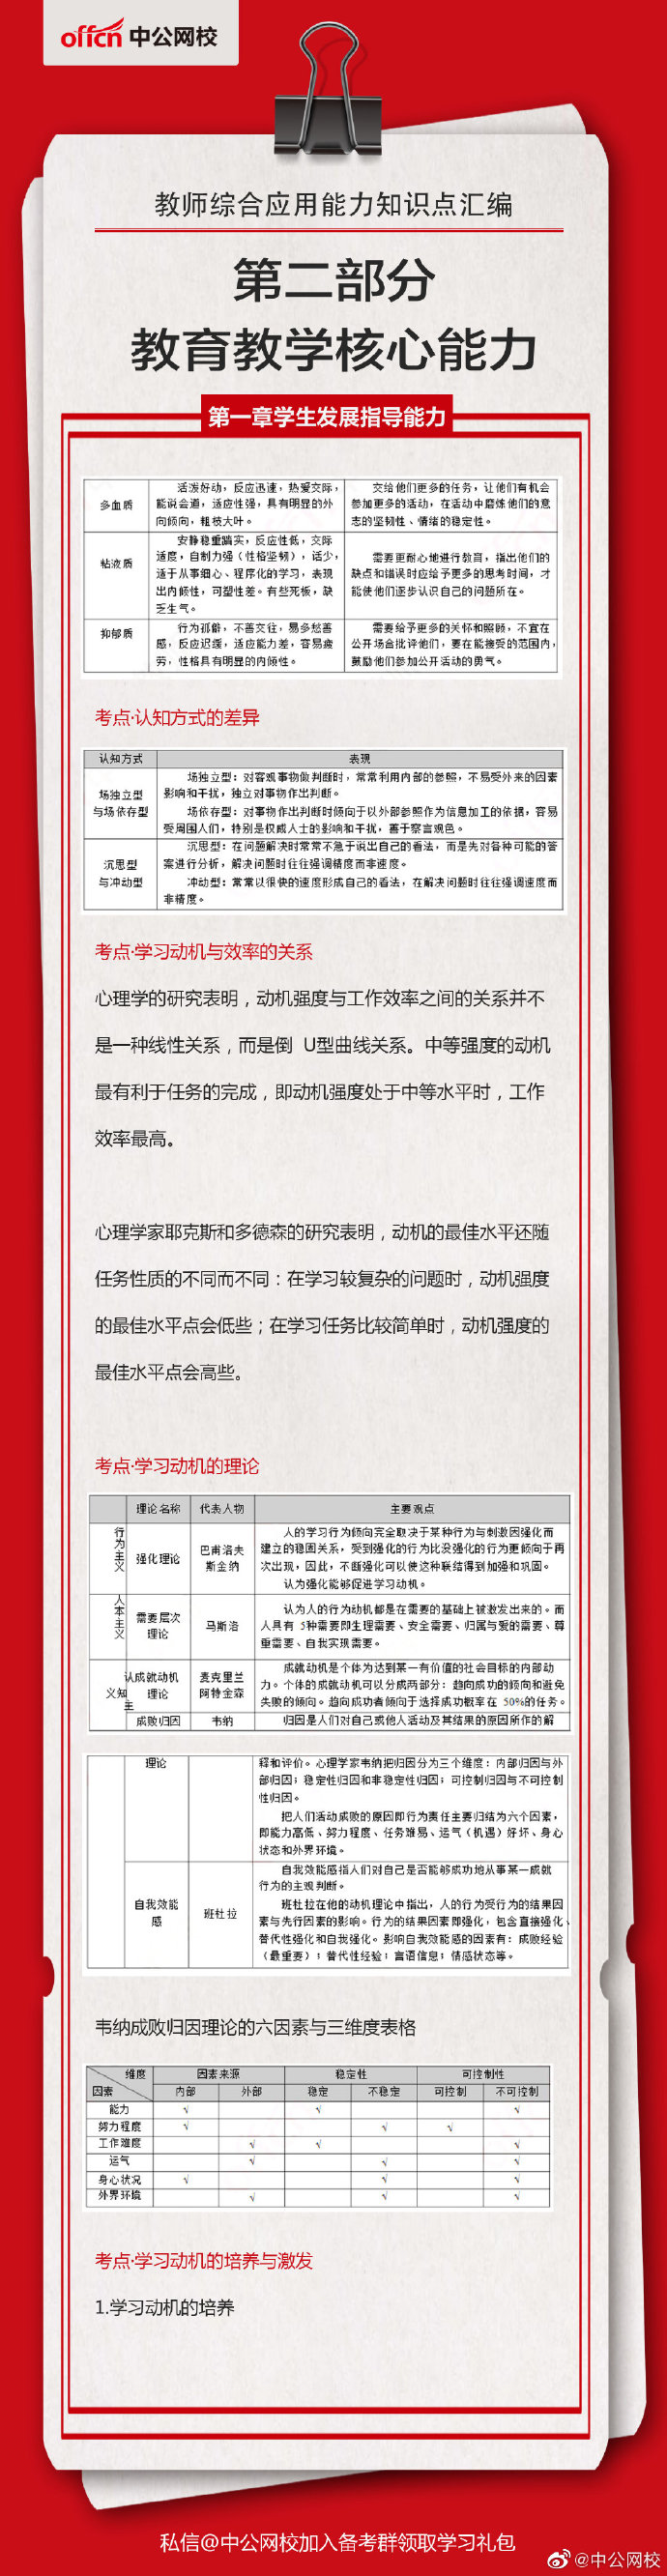 offcn 中公网校
教师综合应用能力知识点汇编
第二部分
教育教学核心能力
第一章学生发展指导能力
多血质
活泼好动，反应迅速，热爱交际，
能说会道，适应性强，具有明显的外
向倾向，粗枝大叶。
交给他们更多的任务，让他们有机会
参加更多的活动，在活动中磨炼他们的意
志的坚韧性、情绪的稳定性。
粘液质
安静稳重踏实，反应性低，交际
适度，自制力强（性格坚韧），话少，
适于从事细心、程序化的学习，表现
出内倾性，可塑性差。有些死板，缺
乏生气。
需要更耐心地进行教育，指出他们的
缺点和错误时应给予更多的思考时间，才
能使他们逐步认识自己的问题所在。
抑郁质
行为孤僻，不善交往，易多愁善
感，反应迟缓，适应能力差，容易疲
劳，性格具有明显的内倾性。
需要给予更多的关怀和照顾，不宜在
公开场合批评他们，要在能接受的范围内，
鼓励他们参加公开活动的勇气。
考点·认知方式的差异
认知方式 表现
场独立型
与场依存型
场独立型：对客观事物做判断时，常常利用内部的参照，不易受外来的因素
影响和干扰，独立对事物作出判断。
场依存型：对事物作出判断时倾向于以外部参照作为信息加工的依据，容易
受周围人们，特别是权威人士的影响和干扰，善于察言观色。
沉思型
与冲动型
沉思型：在问题解决时常常不急于说出自己的看法，而是先对各种可能的答
案进行分析，解决问题时往往强调精度而非速度。
冲动型：常常以很快的速度形成自己的看法，在解决问题时往往强调速度而
非精度。
考点·学习动机与效率的关系
心理学的研究表明，动机强度与工作效率之间的关系并不
是一种线性关系，而是倒 U型曲线关系。中等强度的动机
最有利于任务的完成，即动机强度处于中等水平时，工作
效率最高。
心理学家耶克斯和多德森的研究表明，动机的最佳水平还随
任务性质的不同而不同：在学习较复杂的问题时，动机强度
的最佳水平点会低些；在学习任务比较简单时，动机强度的
最佳水平点会高些。
考点·学习动机的理论
理论名称 代表人物 主要观点
行为主义
强化理论
巴甫洛夫
斯金纳
人的学习行为倾向完全取决于某种行为与刺激因强化而
建立的稳固关系，受到强化的行为比没强化的行为更倾向于再
次出现，因此，不断强化可以使这种联结得到加强和巩固。
认为强化能够促进学习动机。
人本主义
需要层次
理论
马斯洛
认为人的行为动机都是在需要的基础上被激发出来的。而
人具有 5种需要即生理需要、安全需要、归属与爱的需要、尊
重需要、自我实现需要。
认知主义
成就动机
理论
麦克里兰
阿特金森
成就动机是个体为达到某一有价值的社会目标的内部动
力。个体的成就动机可以分成两部分：趋向成功的倾向和避免
失败的倾向。趋向成功者倾向于选择成功概率在 50%的任务。
成败归因 韦纳 归因是人们对自己或他人活动及其结果的原因所作的解
理论
释和评价。心理学家韦纳把归因分为三个维度：内部归因与外
部归因；稳定性归因和非稳定性归因；可控制归因与不可控制
性归因。
把人们活动成败的原因即行为责任主要归结为六个因素，
即能力高低、努力程度、任务难易、运气（机遇）好坏、身心
状态和外界环境。
自我效能
感
班杜拉
自我效能感指人们对自己是否能够成功地从事某一成就
行为的主观判断。
班杜拉在他的动机理论中指出，人的行为受行为的结果因
素与先行因素的影响。行为的结果因素即强化，包含直接强化、
替代性强化和自我强化。影响自我效能感的因素有：成败经验
（最重要）；替代性经验；言语信息；情感状态等。
韦纳成败归因理论的六因素与三维度表格
维度 因素来源 稳定性 可控制性
因素 内部 外部 稳定 不稳定 可控制 不可控制
能力 √ √ √
努力程度 √ √ √
工作难度 √ √ √
运气 √ √ √
身心状况 √ √ √
外界环境 √ √ √
考点·学习动机的培养与激发
1.学习动机的培养
私信@中公网校加入备考群领取学习礼包
@中公网校